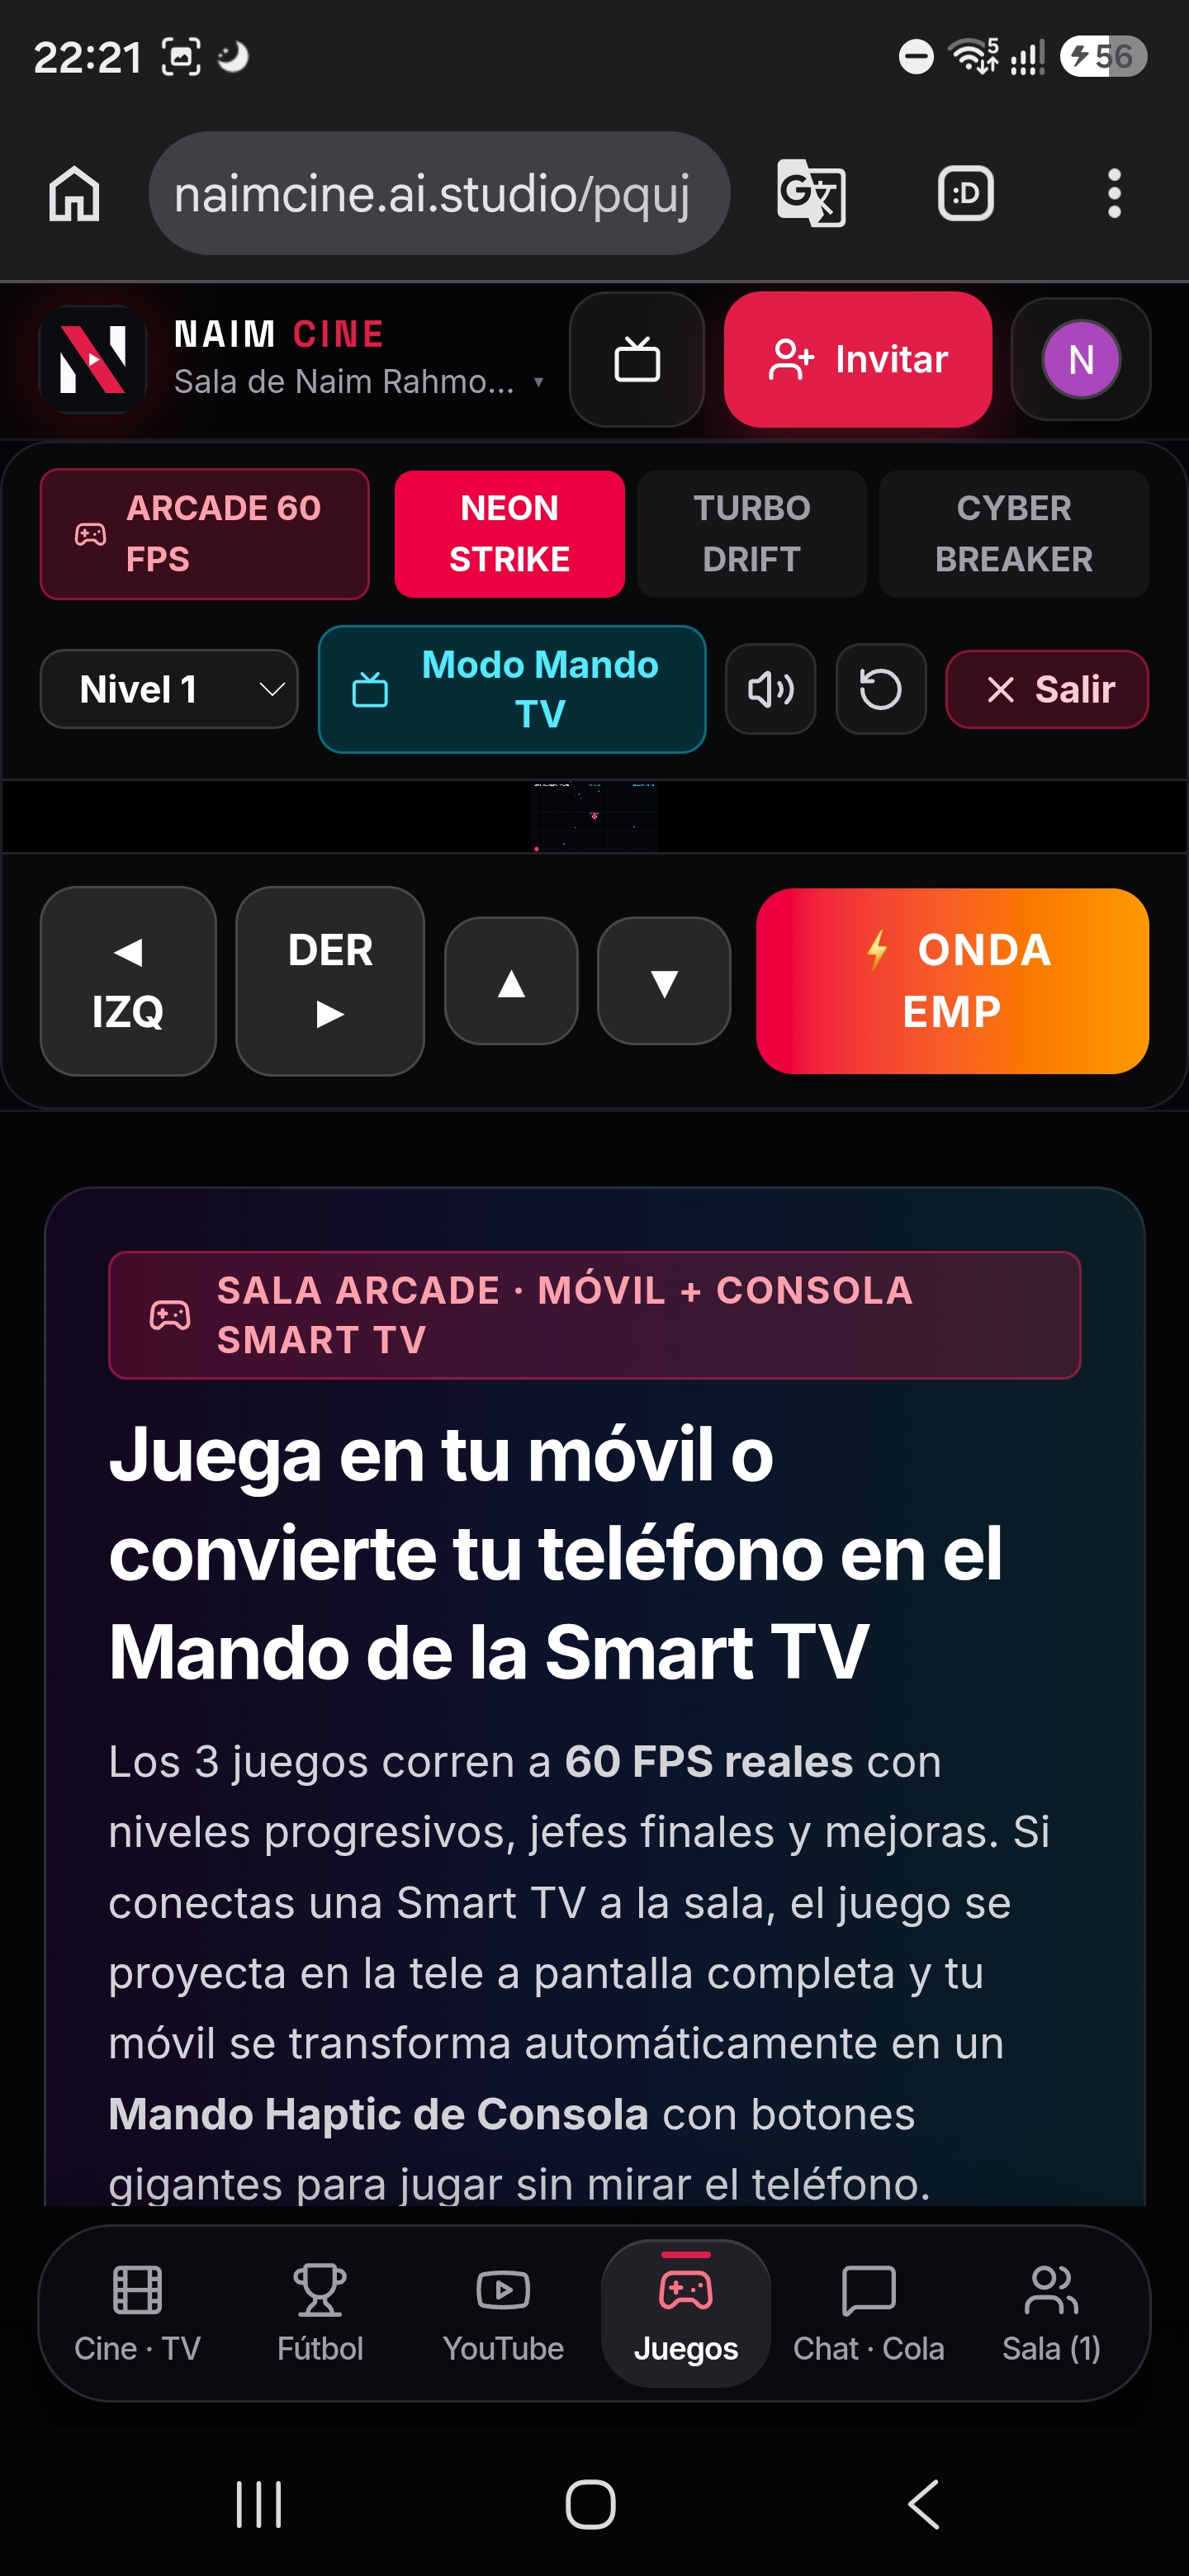 22:21
5
56
naimcine.ai.studio/pquj
:D
NAIM CINE
Sala de Naim Rahmo... ▾
Invitar
N
ARCADE 60
FPS
NEON
STRIKE
TURBO
DRIFT
CYBER
BREAKER
Nivel 1
Modo Mando
TV
Salir
◀
IZQ
DER
▶
▲
▼
⚡ ONDA
EMP
SALA ARCADE · MÓVIL + CONSOLA
SMART TV
Juega en tu móvil o
convierte tu teléfono en el
Mando de la Smart TV
Los 3 juegos corren a 60 FPS reales con
niveles progresivos, jefes finales y mejoras. Si
conectas una Smart TV a la sala, el juego se
proyecta en la tele a pantalla completa y tu
móvil se transforma automáticamente en un
Mando Haptic de Consola con botones
gigantes para jugar sin mirar el teléfono.
Cine · TV
Fútbol
YouTube
Juegos
Chat · Cola
Sala (1)